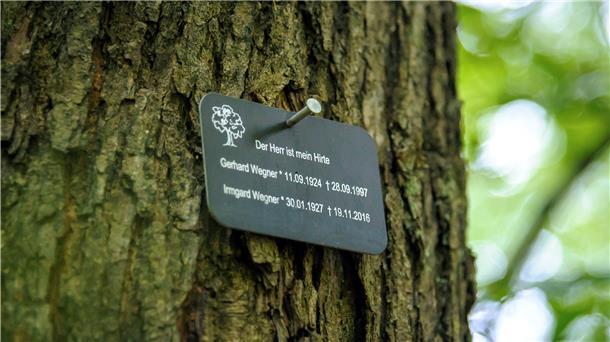 Der Herr ist mein Hirte
Gerhard Wegner * 11.09.1924 † 28.09.1997
Irmgard Wegner * 30.01.1927 † 19.11.2016